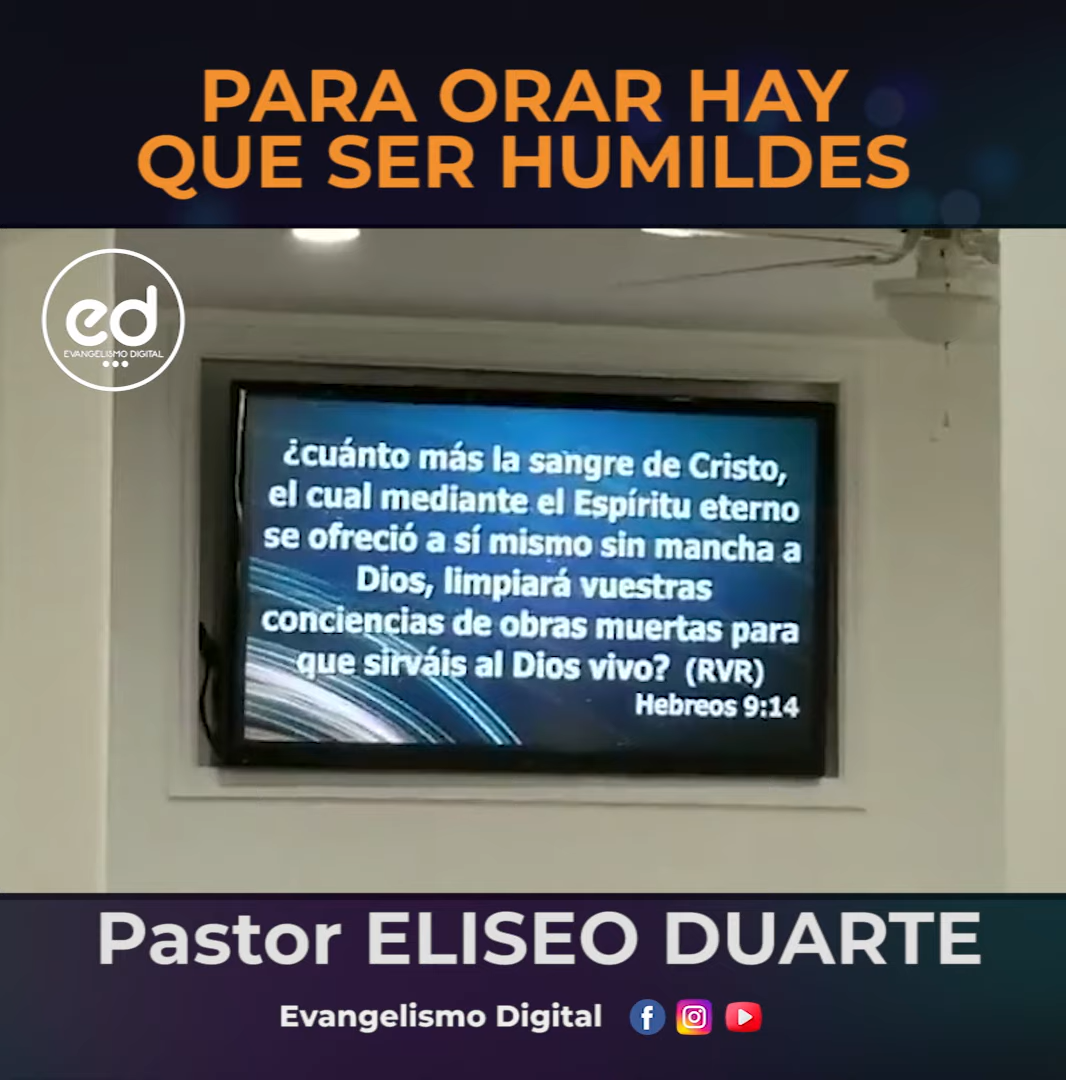 PARA ORAR HAY
QUE SER HUMILDES
ed
EVANGELISMO DIGITAL
¿cuánto más la sangre de Cristo,
el cual mediante el Espíritu eterno
se ofreció a sí mismo sin mancha a
Dios, limpiará vuestras
conciencias de obras muertas para
que sirváis al Dios vivo? (RVR)
Hebreos 9:14
Pastor ELISEO DUARTE
Evangelismo Digital